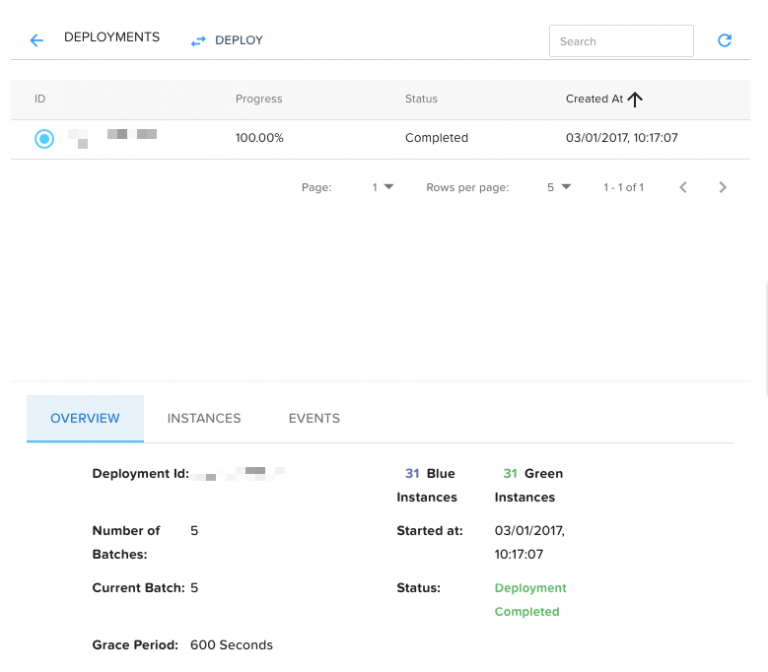 DEPLOYMENTS DEPLOY Search
ID Progress Status Created At
100.00% Completed 03/01/2017, 10:17:07
Page: 1 Rows per page: 5 1 - 1 of 1
OVERVIEW INSTANCES EVENTS
Deployment Id: 31 Blue 31 Green
Instances Instances
Number of 5 Started at: 03/01/2017,
Batches: 10:17:07
Current Batch: 5 Status: Deployment
Completed
Grace Period: 600 Seconds